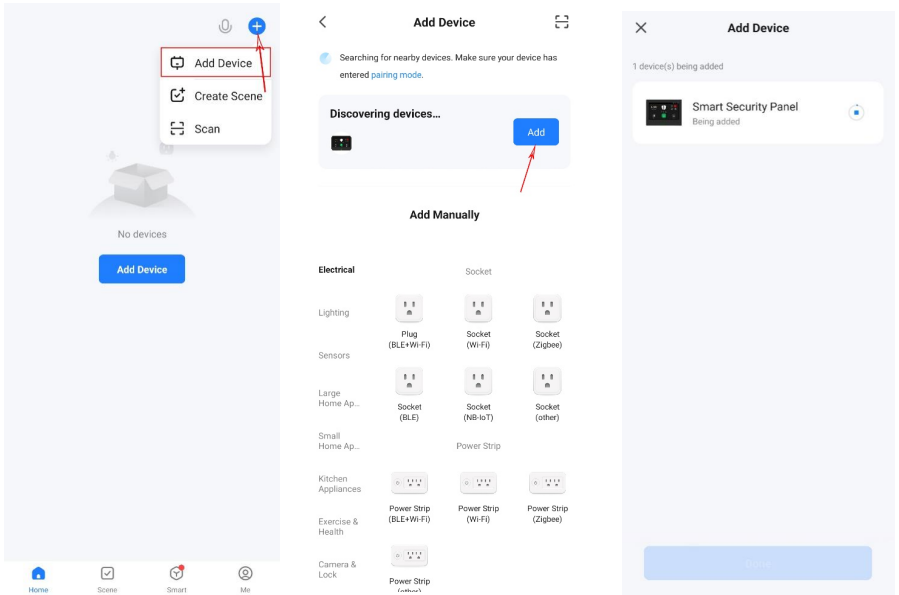 Add Device
Create Scene
Scan
No devices
Add Device
Home
Scene
Smart
Me
Add Device
Searching for nearby devices. Make sure your device has
entered pairing mode.
Discovering devices...
Add
Add Manually
Electrical
Lighting
Sensors
Large
Home Ap...
Small
Home Ap...
Kitchen
Appliances
Exercise &
Health
Camera &
Lock
Socket
Plug
(BLE+Wi-Fi)
Socket
(Wi-Fi)
Socket
(Zigbee)
Socket
(BLE)
Socket
(NB-IoT)
Socket
(other)
Power Strip
Power Strip
(BLE+Wi-Fi)
Power Strip
(Wi-Fi)
Power Strip
(Zigbee)
Power Strip
(other)
Add Device
1 device(s) being added
Smart Security Panel
Being added